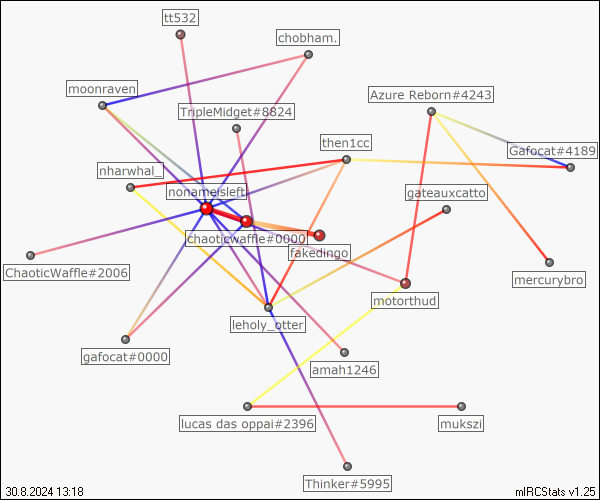 tt532
chobham.
moonraven
Azure Reborn#4243
TripleMidget#8824
then1cc
Gafocat#4189
nharwhal_
nonameisleft
gateauxcatto
chaoticwaffle#0000
fakedngo
ChaoticWaffle#2006
mercurybro
motorthud
leholy_otter
gafocat#0000
amah1246
lucas das oppai#2396
mukszi
Thinker#5995
30.8.2024 13:18
mIRCStats v1.25